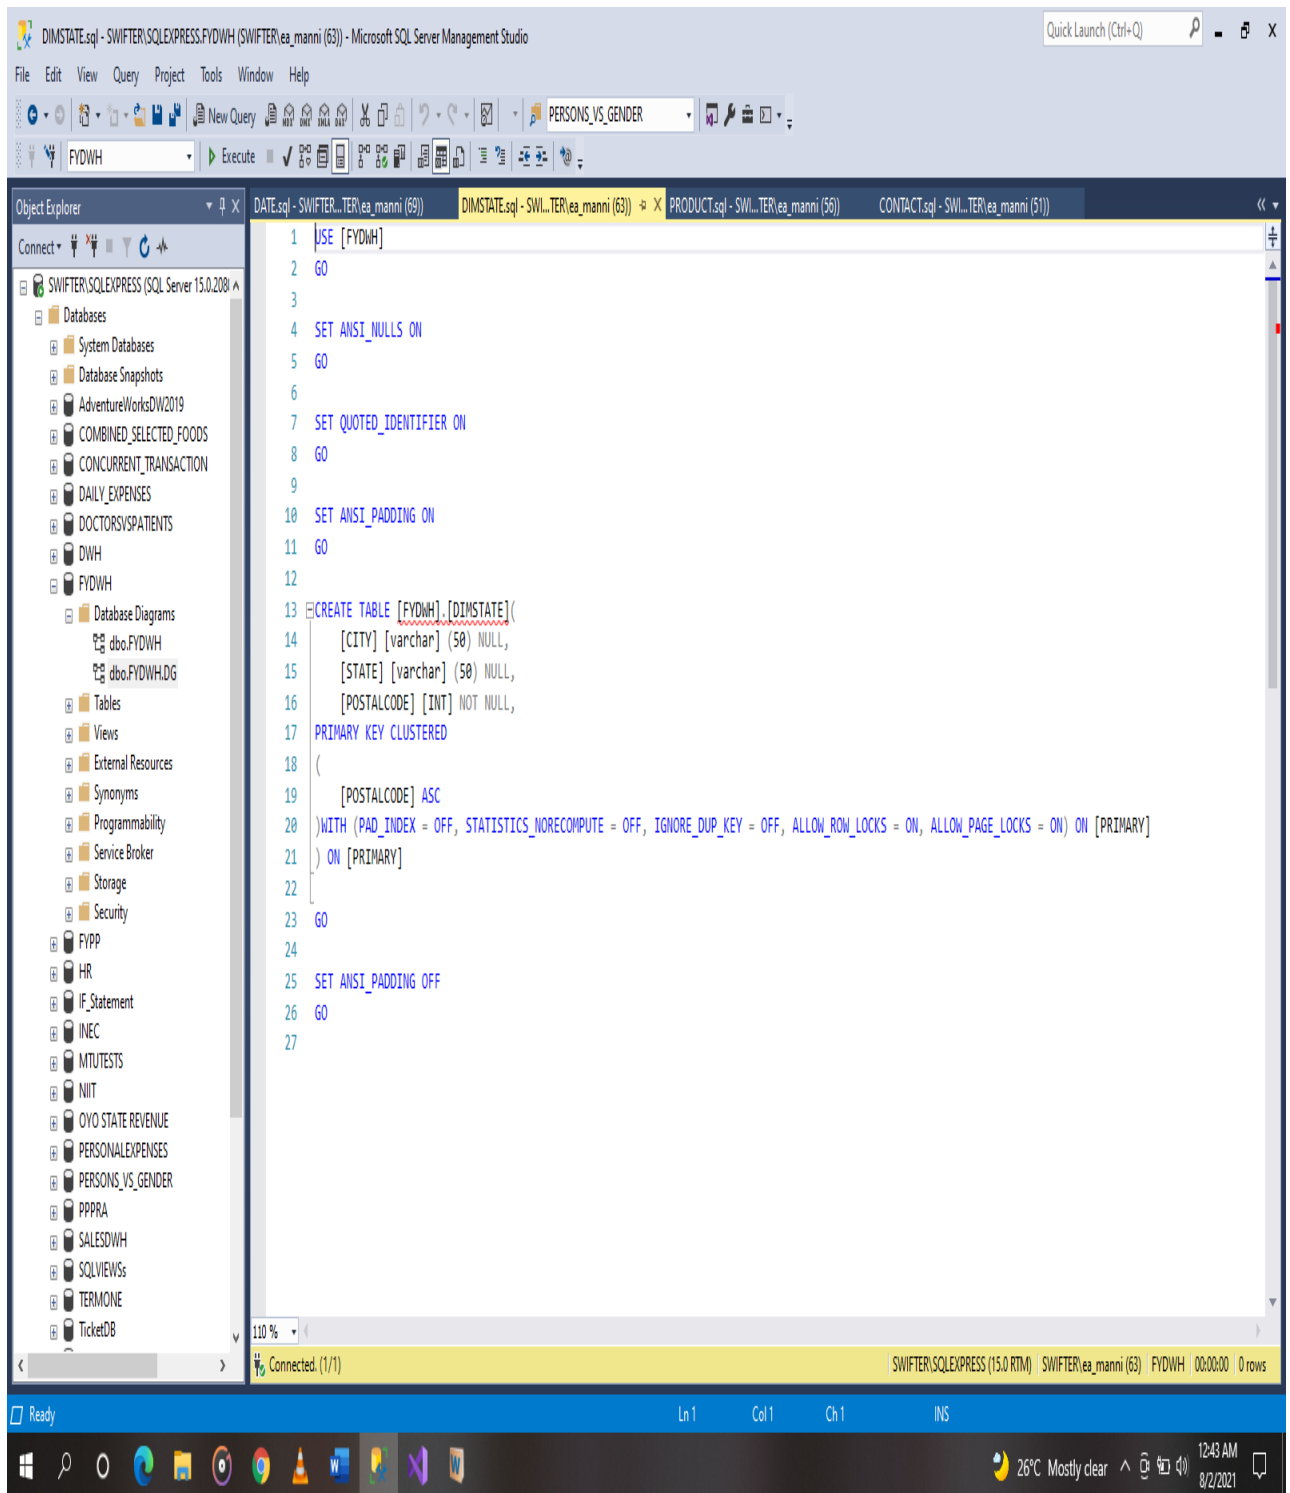 DIMSTATE.sql - SWIFTER\SQLEXPRESS.FYDWH (SWIFTER\ea_manni (63)) - Microsoft SQL Server Management Studio
Quick Launch (Ctrl+Q)
File Edit View Query Project Tools Window Help
New Query MDX DMX XMLA DAX PERSONS_VS_GENDER
FYDWH Execute
Object Explorer
DATE.sql - SWIFTER...TER\ea_manni (69)) DIMSTATE.sql - SWI...TER\ea_manni (63)) PRODUCT.sql - SWI...TER\ea_manni (56)) CONTACT.sql - SWI...TER\ea_manni (51))
Connect
SWIFTER\SQLEXPRESS (SQL Server 15.0.208
Databases
System Databases
Database Snapshots
AdventureWorksDW2019
COMBINED_SELECTED_FOODS
CONCURRENT_TRANSACTION
DAILY_EXPENSES
DOCTORSVSPATIENTS
DWH
FYDWH
Database Diagrams
dbo.FYDWH
dbo.FYDWH.DG
Tables
Views
External Resources
Synonyms
Programmability
Service Broker
Storage
Security
FYPP
HR
IF_Statement
INEC
MTUTESTS
NIIT
OYO STATE REVENUE
PERSONALEXPENSES
PERSONS_VS_GENDER
PPPRA
SALESDWH
SQLVIEWSs
TERMONE
TicketDB
1 USE [FYDWH]
2 GO
3
4 SET ANSI_NULLS ON
5 GO
6
7 SET QUOTED_IDENTIFIER ON
8 GO
9
10 SET ANSI_PADDING ON
11 GO
12
13 CREATE TABLE [FYDWH].[DIMSTATE](
14 [CITY] [varchar] (50) NULL,
15 [STATE] [varchar] (50) NULL,
16 [POSTALCODE] [INT] NOT NULL,
17 PRIMARY KEY CLUSTERED
18 (
19 [POSTALCODE] ASC
20 )WITH (PAD_INDEX = OFF, STATISTICS_NORECOMPUTE = OFF, IGNORE_DUP_KEY = OFF, ALLOW_ROW_LOCKS = ON, ALLOW_PAGE_LOCKS = ON) ON [PRIMARY]
21 ) ON [PRIMARY]
22
23 GO
24
25 SET ANSI_PADDING OFF
26 GO
27
110 %
Connected. (1/1) SWIFTER\SQLEXPRESS (15.0 RTM) SWIFTER\ea_manni (63) FYDWH 00:00:00 0 rows
Ready Ln 1 Col 1 Ch 1 INS
26°C Mostly clear 12:43 AM
8/2/2021